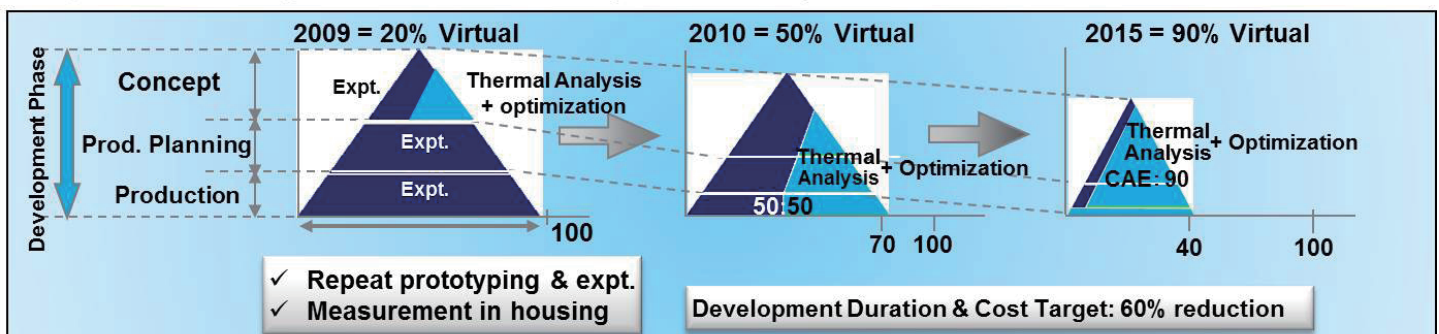 2009 = 20% Virtual
2010 = 50% Virtual
2015 = 90% Virtual
Development Phase
Concept
Prod. Planning
Production
Expt.
Thermal Analysis
+ optimization
Expt.
Expt.
100
Thermal
Analysis
+ Optimization
50:50
70
100
Thermal
Analysis
+ Optimization
CAE: 90
40
100
✓ Repeat prototyping & expt.
✓ Measurement in housing
Development Duration & Cost Target: 60% reduction